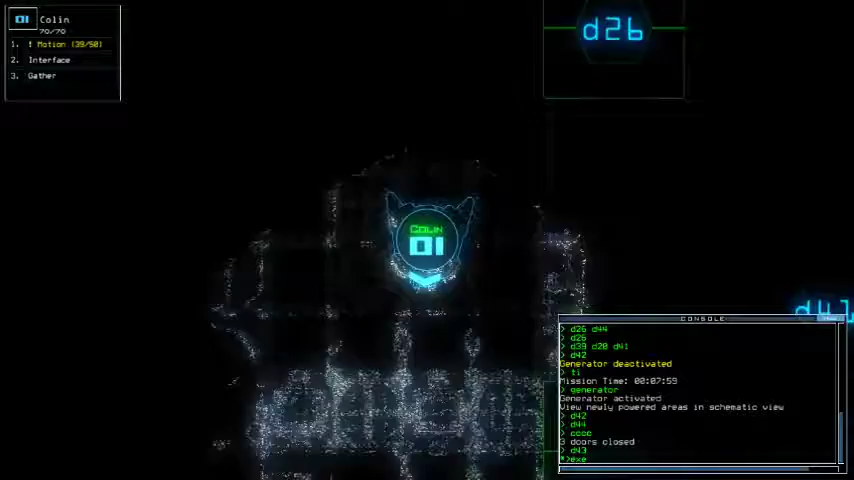 01 Colin
70/70
1. ! Motion (39/50)
2. Interface
3. Gather
d26
Colin
01
d41
CONSOLE
> d26 d44
> d26
> d39 d20 d41
> d42
Generator deactivated
> ti
Mission Time: 00:07:59
> generator
Generator activated
View newly powered areas in schematic view
> d42
> d44
> cccc
3 doors closed
> d43
>exe